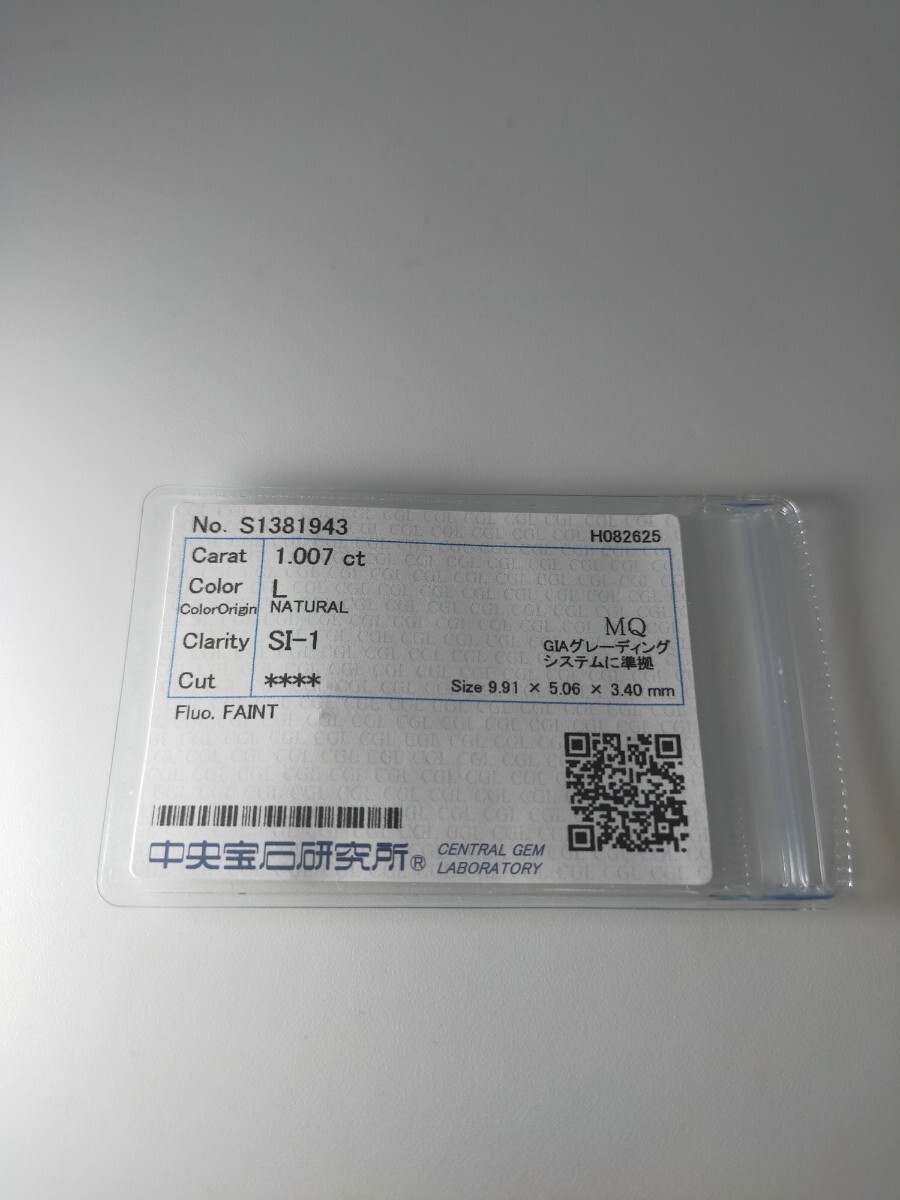 No. S1381943 H082625
Carat 1.007 ct
Color L
ColorOrigin NATURAL
Clarity SI-1
MQ
GIAグレーディング
システムに準拠
Cut ****
Size 9.91 × 5.06 × 3.40 mm
Fluo. FAINT
中央宝石研究所® CENTRAL GEM
LABORATORY